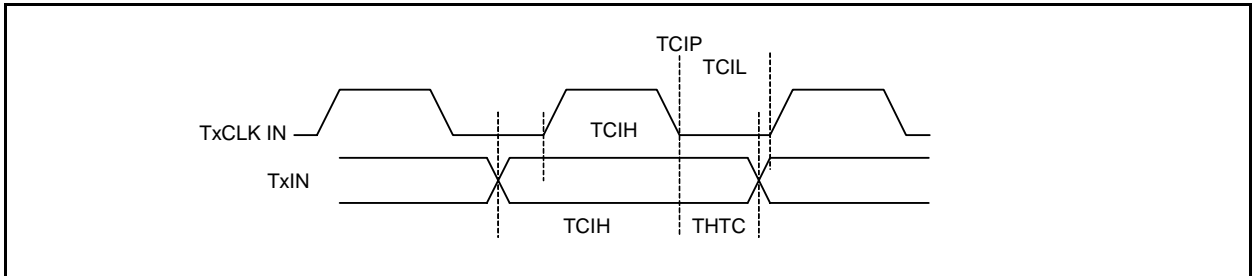 TCIP
TCIL
TxCLK IN
TCIH
TxIN
TCIH
THTC